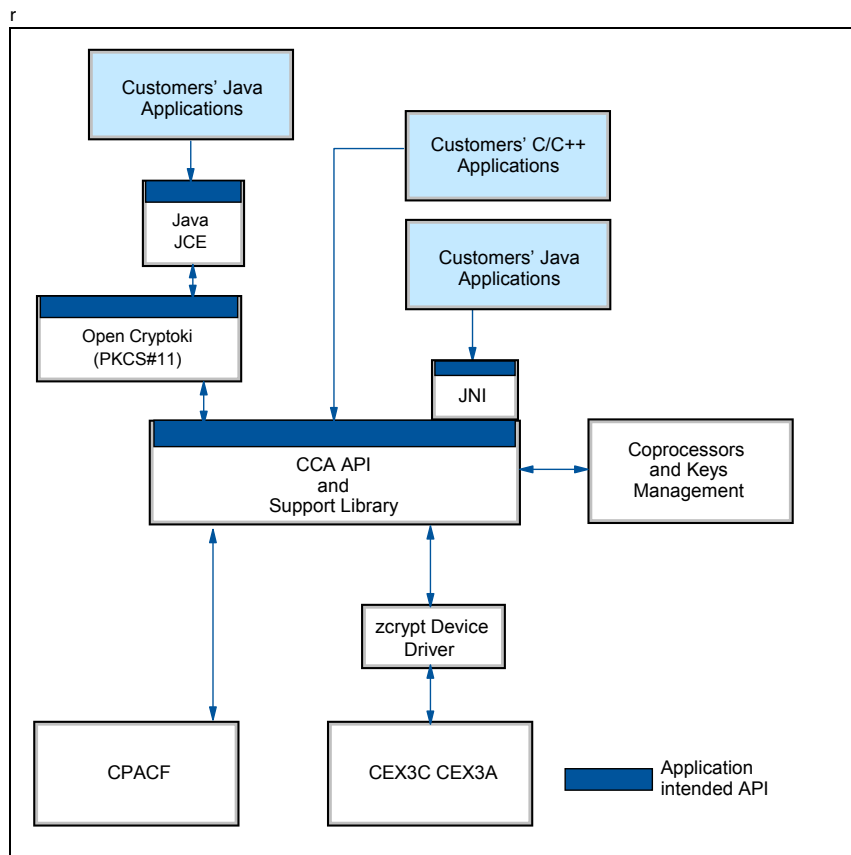 r
Customers’ Java
Applications
Customers’ C/C++
Applications
Java
JCE
Customers’ Java
Applications
Open Cryptoki
(PKCS#11)
JNI
CCA API
and
Support Library
Coprocessors
and Keys
Management
zcrypt Device
Driver
CPACF
CEX3C CEX3A
Application
intended API